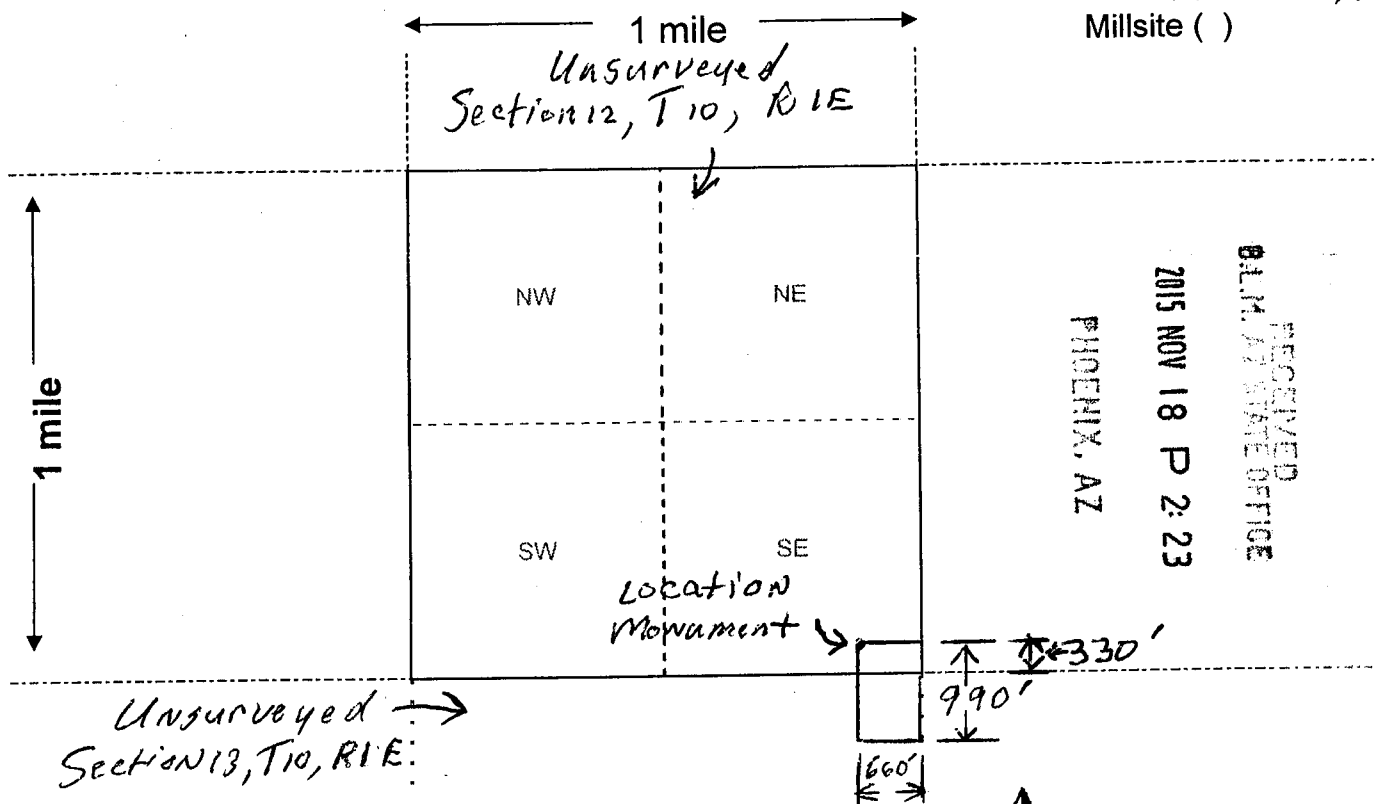 1 mile
Millsite ( )
Unsurveyed
Section 12, T10, R1E
1 mile
NW
NE
SW
SE
RECEIVED
B.L.M. AZ STATE OFFICE
2015 NOV 18 P 2:23
PHOENIX, AZ
Location
Monument
330'
990'
660'
Unsurveyed
Section 13, T10, R1E